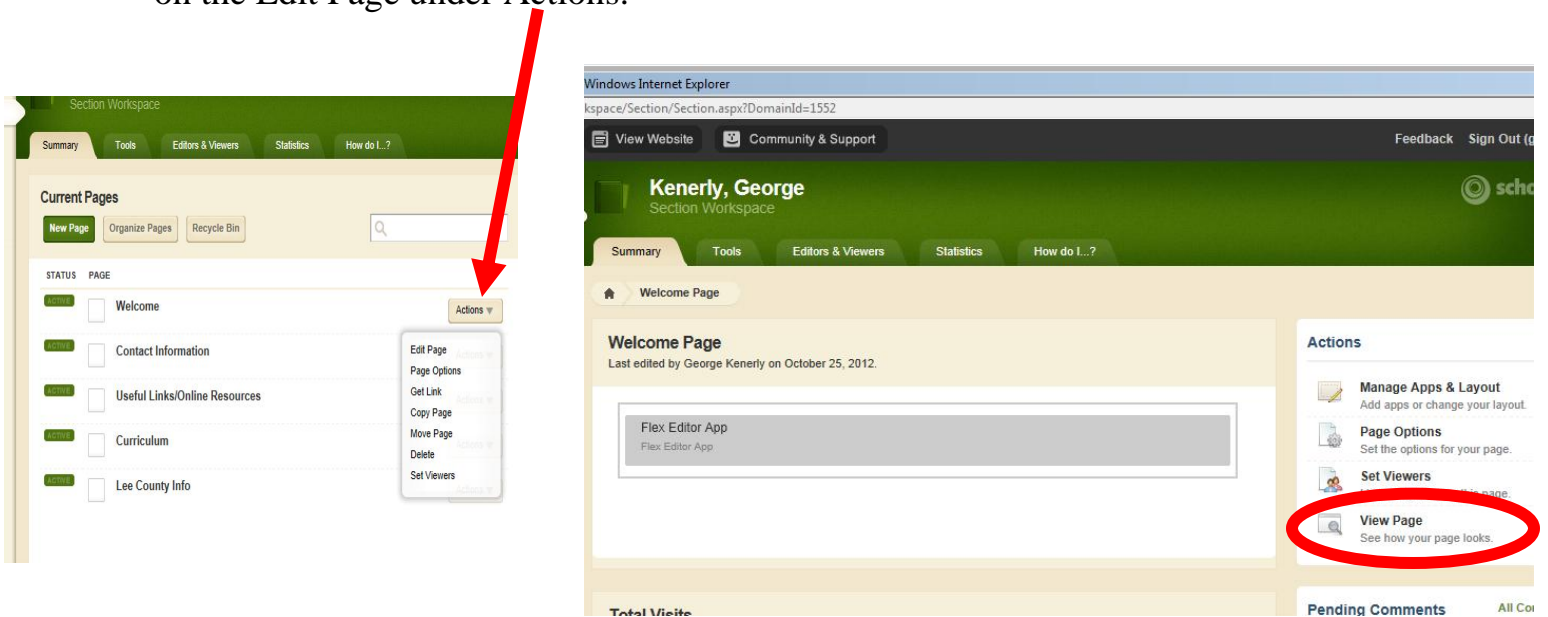 on the Edit Page under Actions.
Section Workspace
Summary Tools Editors & Viewers Statistics How do I...?
Current Pages
New Page Organize Pages Recycle Bin
STATUS PAGE
ACTIVE Welcome Actions
ACTIVE Contact Information
ACTIVE Useful Links/Online Resources
ACTIVE Curriculum
ACTIVE Lee County Info
Edit Page
Page Options
Get Link
Copy Page
Move Page
Delete
Set Viewers
Windows Internet Explorer
kspace/Section/Section.aspx?DomainId=1552
View Website Community & Support Feedback Sign Out (g
Kenerly, George
Section Workspace
scho
Summary Tools Editors & Viewers Statistics How do I...?
Welcome Page
Welcome Page
Last edited by George Kenerly on October 25, 2012.
Flex Editor App
Flex Editor App
Actions
Manage Apps & Layout
Add apps or change your layout.
Page Options
Set the options for your page.
Set Viewers
page.
View Page
See how your page looks.
Total Visits
Pending Comments All Co